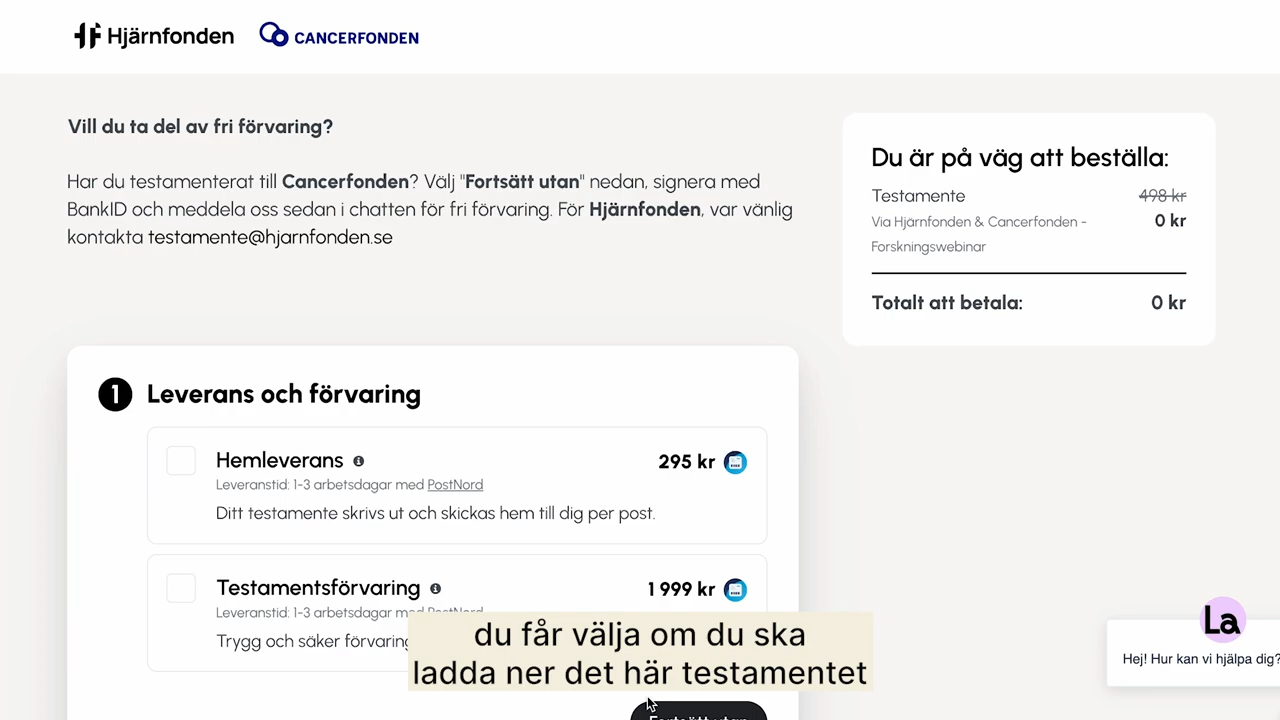 Hjärnfonden CANCERFONDEN
Vill du ta del av fri förvaring?
Har du testamenterat till Cancerfonden? Välj "Fortsätt utan" nedan, signera med
BankID och meddela oss sedan i chatten för fri förvaring. För Hjärnfonden, var vänlig
kontakta testamente@hjarnfonden.se
Du är på väg att beställa:
Testamente 498 kr
Via Hjärnfonden & Cancerfonden - 0 kr
Forskningswebinar
Totalt att betala: 0 kr
1 Leverans och förvaring
Hemleverans 295 kr
Leveranstid: 1-3 arbetsdagar med PostNord
Ditt testamente skrivs ut och skickas hem till dig per post.
Testamentsförvaring 1 999 kr
Leveranstid: 1-3 arbetsdagar med PostNord
Trygg och säker förvaring
du får välja om du ska
ladda ner det här testamentet
La
Hej! Hur kan vi hjälpa dig?
Fortsätt utan